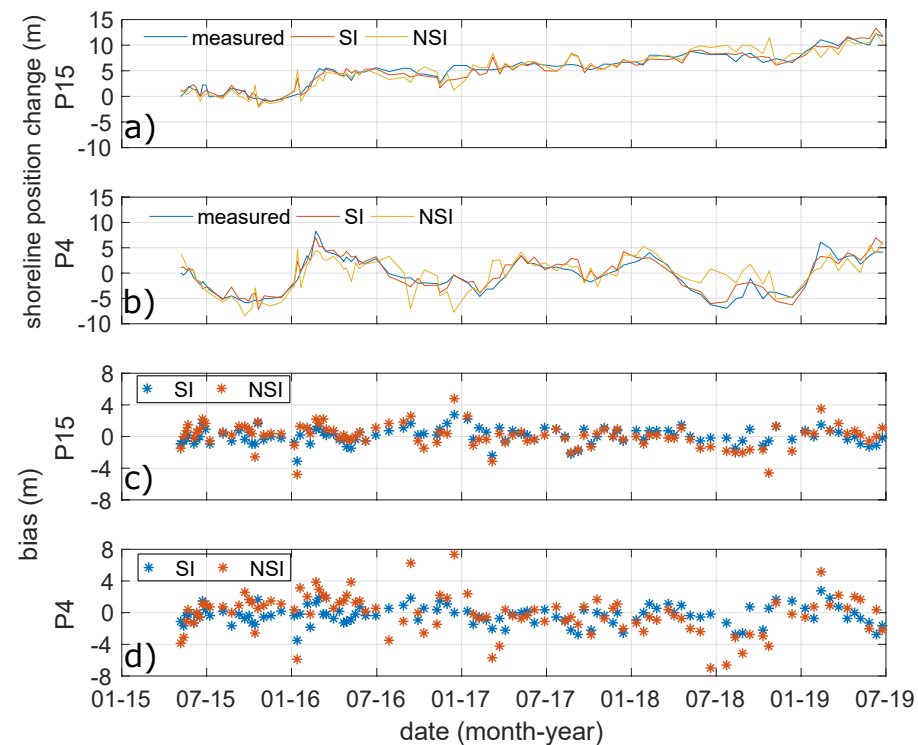 shoreline position change (m)
P15
15
10
5
0
-5
-10
measured SI NSI
a)
P4
15
10
5
0
-5
-10
measured SI NSI
b)
bias (m)
P15
8
4
0
-4
-8
SI NSI
c)
P4
8
4
0
-4
-8
SI NSI
d)
01-15 07-15 01-16 07-16 01-17 07-17 01-18 07-18 01-19 07-19
date (month-year)